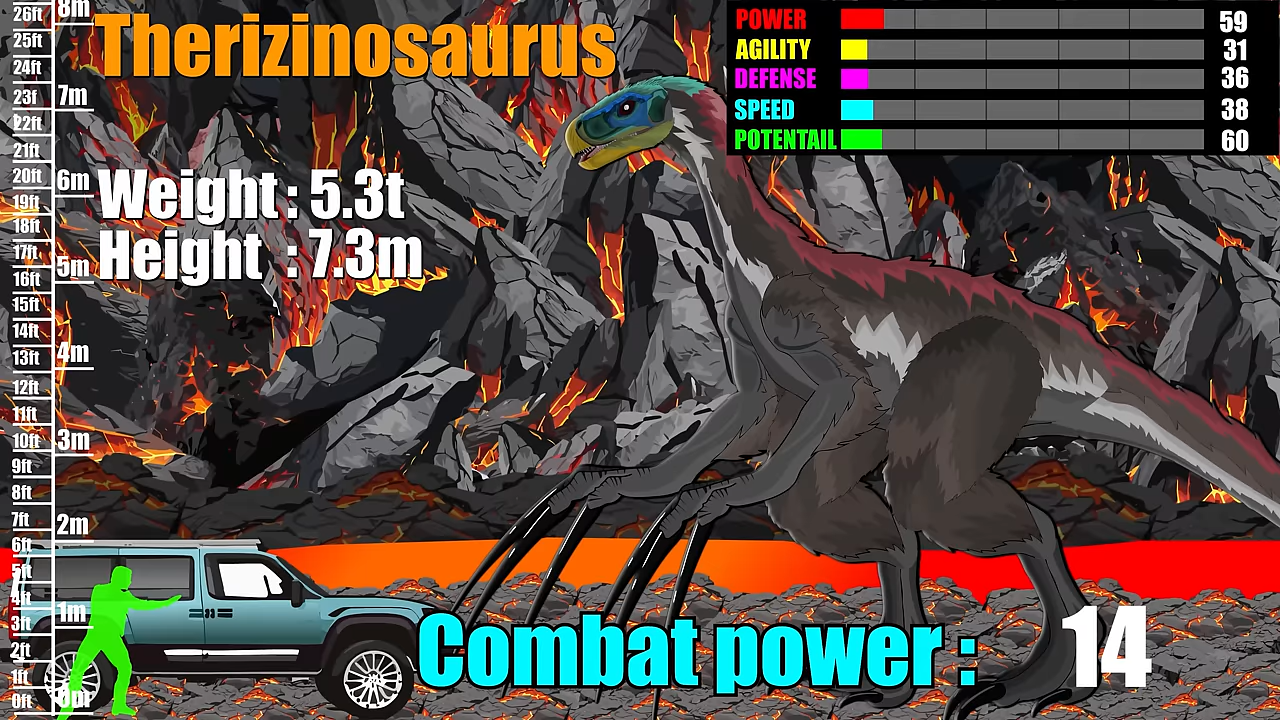 Therizinosaurus
Weight : 5.3t
Height : 7.3m
POWER 59
AGILITY 31
DEFENSE 36
SPEED 38
POTENTAIL 60
8m
26ft
25ft
24ft
7m
23f
22ft
21ft
6m
20ft
19ft
18ft
17ft
5m
16ft
15ft
14ft
4m
13ft
12ft
11ft
3m
10ft
9ft
8ft
2m
7ft
6ft
5ft
4ft
1m
3ft
2ft
1ft
0ft
Combat power : 14